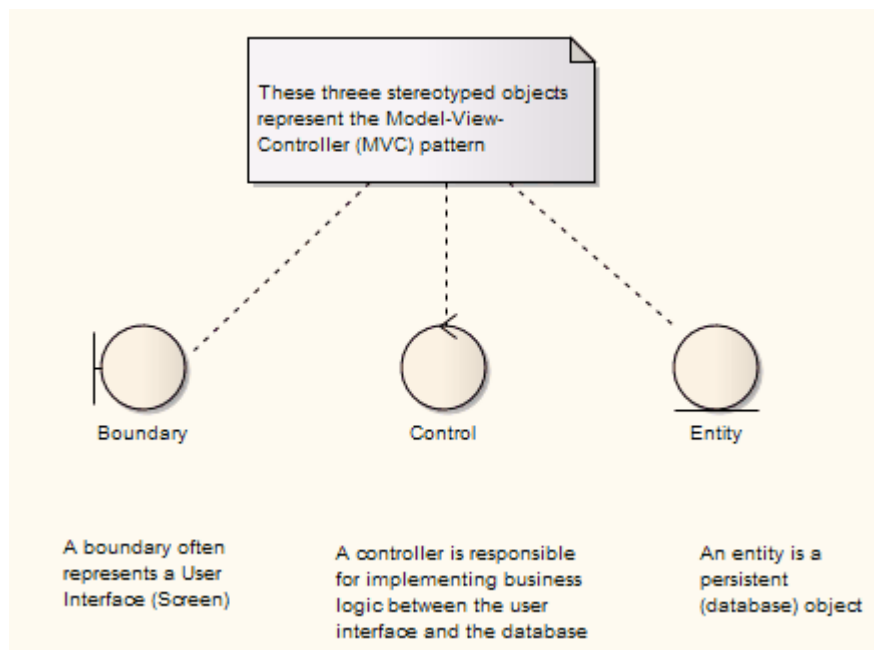 These threee stereotyped objects
represent the Model-View-
Controller (MVC) pattern
Boundary
Control
Entity
A boundary often
represents a User
Interface (Screen)
A controller is responsible
for implementing business
logic between the user
interface and the database
An entity is a
persistent
(database) object